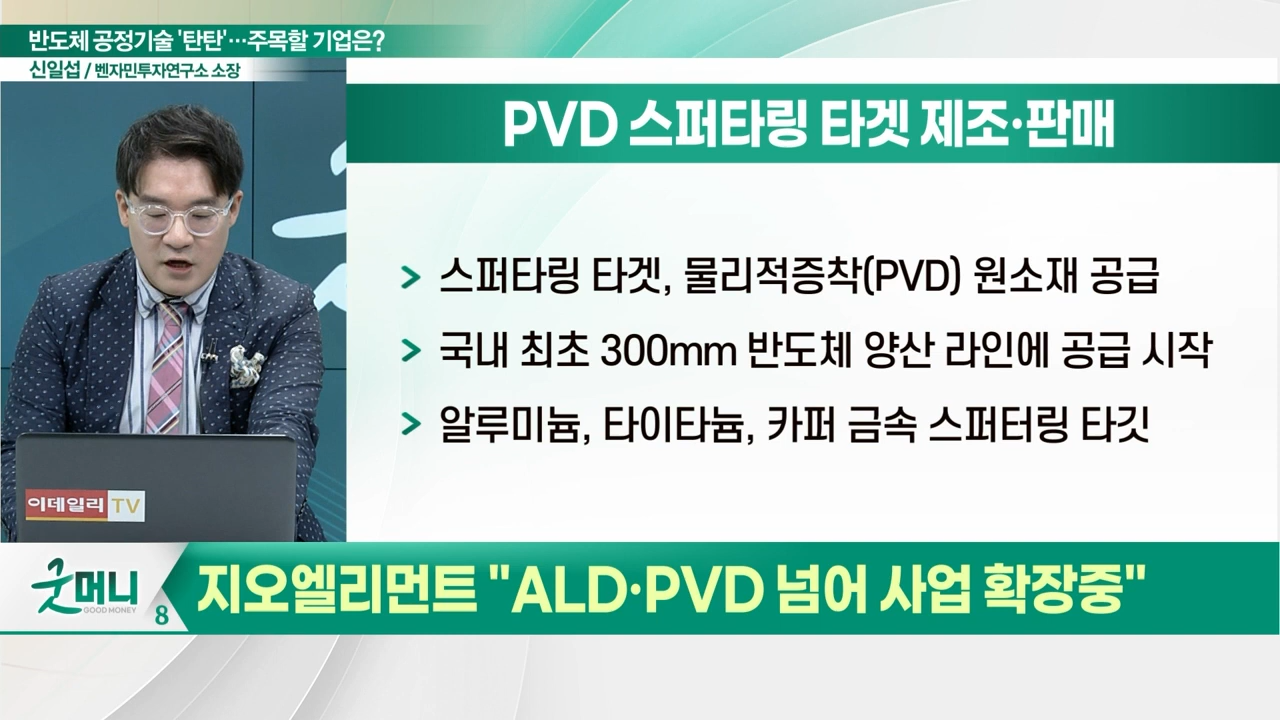 반도체 공정기술 '탄탄'…주목할 기업은?
신일섭 / 벤자민투자연구소 소장
PVD 스퍼타링 타겟 제조·판매
> 스퍼타링 타겟, 물리적증착(PVD) 원소재 공급
> 국내 최초 300mm 반도체 양산 라인에 공급 시작
> 알루미늄, 타이타늄, 카퍼 금속 스퍼터링 타깃
이데일리 TV
굿머니
GOOD MONEY
8
지오엘리먼트 "ALD·PVD 넘어 사업 확장중"